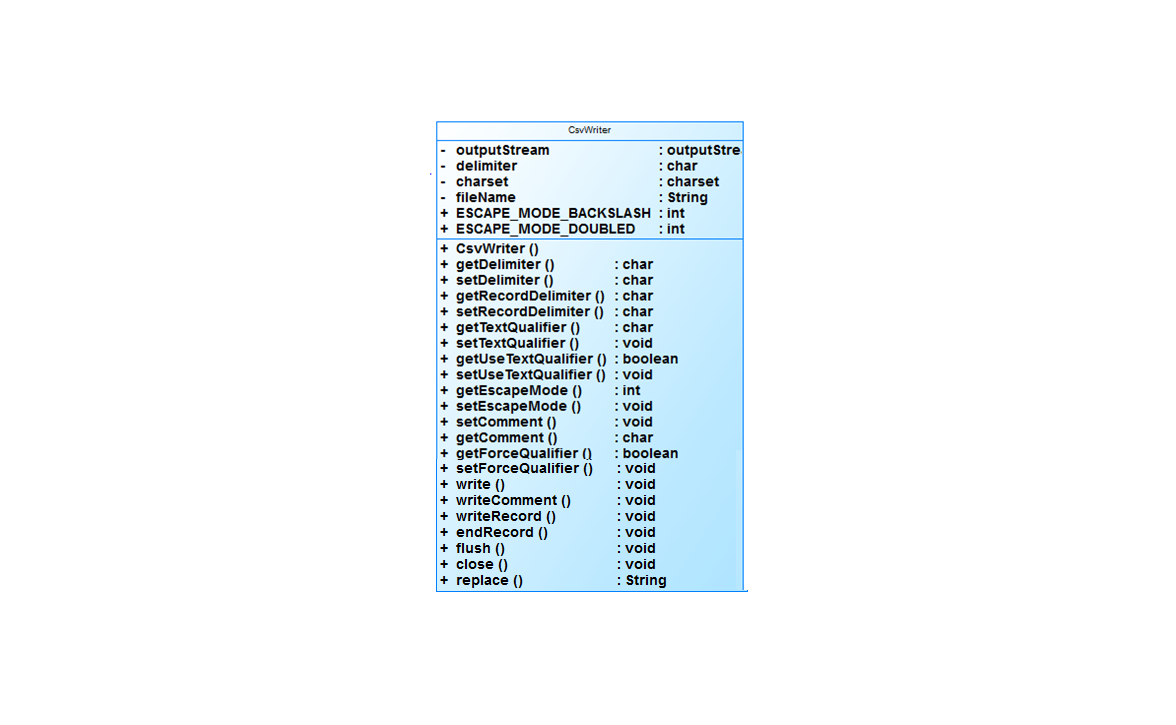 CsvWriter
- outputStream : outputStre
- delimiter : char
- charset : charset
- fileName : String
+ ESCAPE_MODE_BACKSLASH : int
+ ESCAPE_MODE_DOUBLED : int
+ CsvWriter ()
+ getDelimiter () : char
+ setDelimiter () : char
+ getRecordDelimiter () : char
+ setRecordDelimiter () : char
+ getTextQualifier () : char
+ setTextQualifier () : void
+ getUseTextQualifier () : boolean
+ setUseTextQualifier () : void
+ getEscapeMode () : int
+ setEscapeMode () : void
+ setComment () : void
+ getComment () : char
+ getForceQualifier () : boolean
+ setForceQualifier () : void
+ write () : void
+ writeComment () : void
+ writeRecord () : void
+ endRecord () : void
+ flush () : void
+ close () : void
+ replace () : String